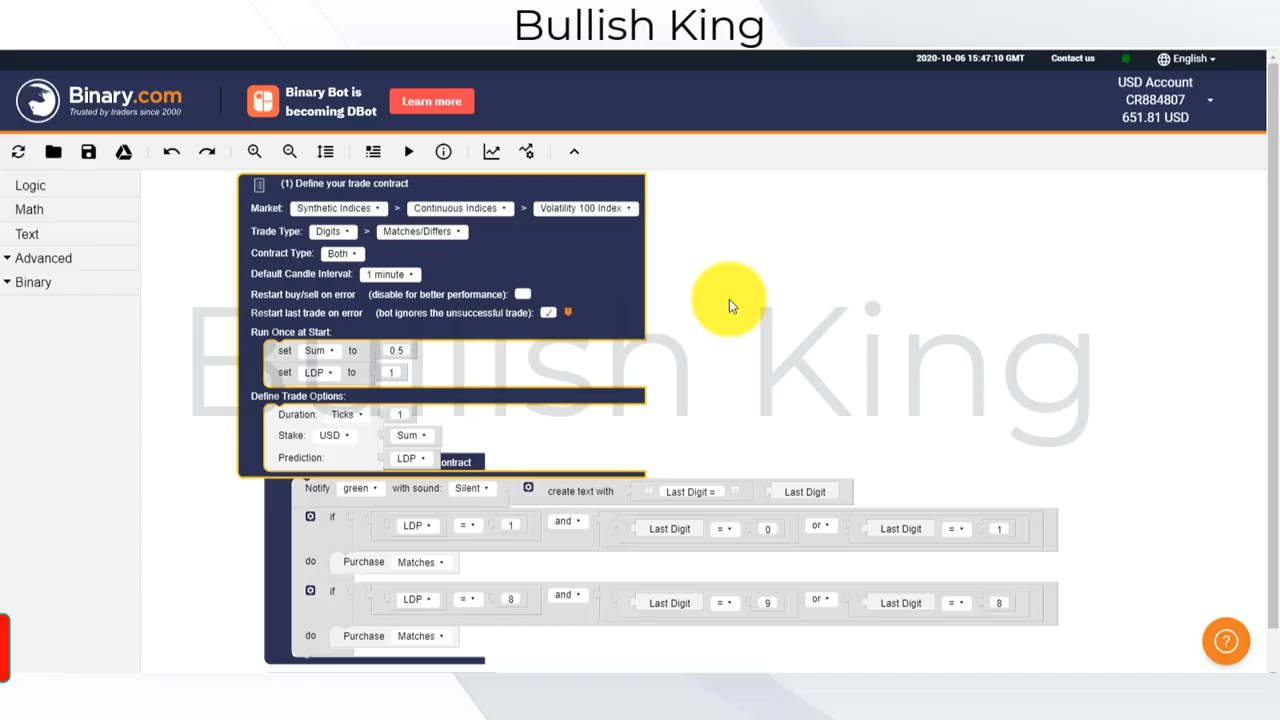 Bullish King
2020-10-06 15:47:10 GMT Contact us English
Binary.com
Trusted by traders since 2000
Binary Bot is
becoming DBot
Learn more
USD Account
CR884807
651.81 USD
Logic
Math
Text
Advanced
Binary
(1) Define your trade contract
Market: Synthetic Indices > Continuous Indices > Volatility 100 Index
Trade Type: Digits > Matches/Differs
Contract Type: Both
Default Candle Interval: 1 minute
Restart buy/sell on error (disable for better performance):
Restart last trade on error (bot ignores the unsuccessful trade): ✓
Run Once at Start:
set Sum to 0.5
set LDP to 1
Define Trade Options:
Duration: Ticks 1
Stake: USD Sum
Prediction: LDP
ontract
Notify green with sound: Silent create text with “ Last Digit = ” Last Digit
if LDP = 1 and Last Digit = 0 or Last Digit = 1
do Purchase Matches
if LDP = 8 and Last Digit = 9 or Last Digit = 8
do Purchase Matches
Bullish King
?